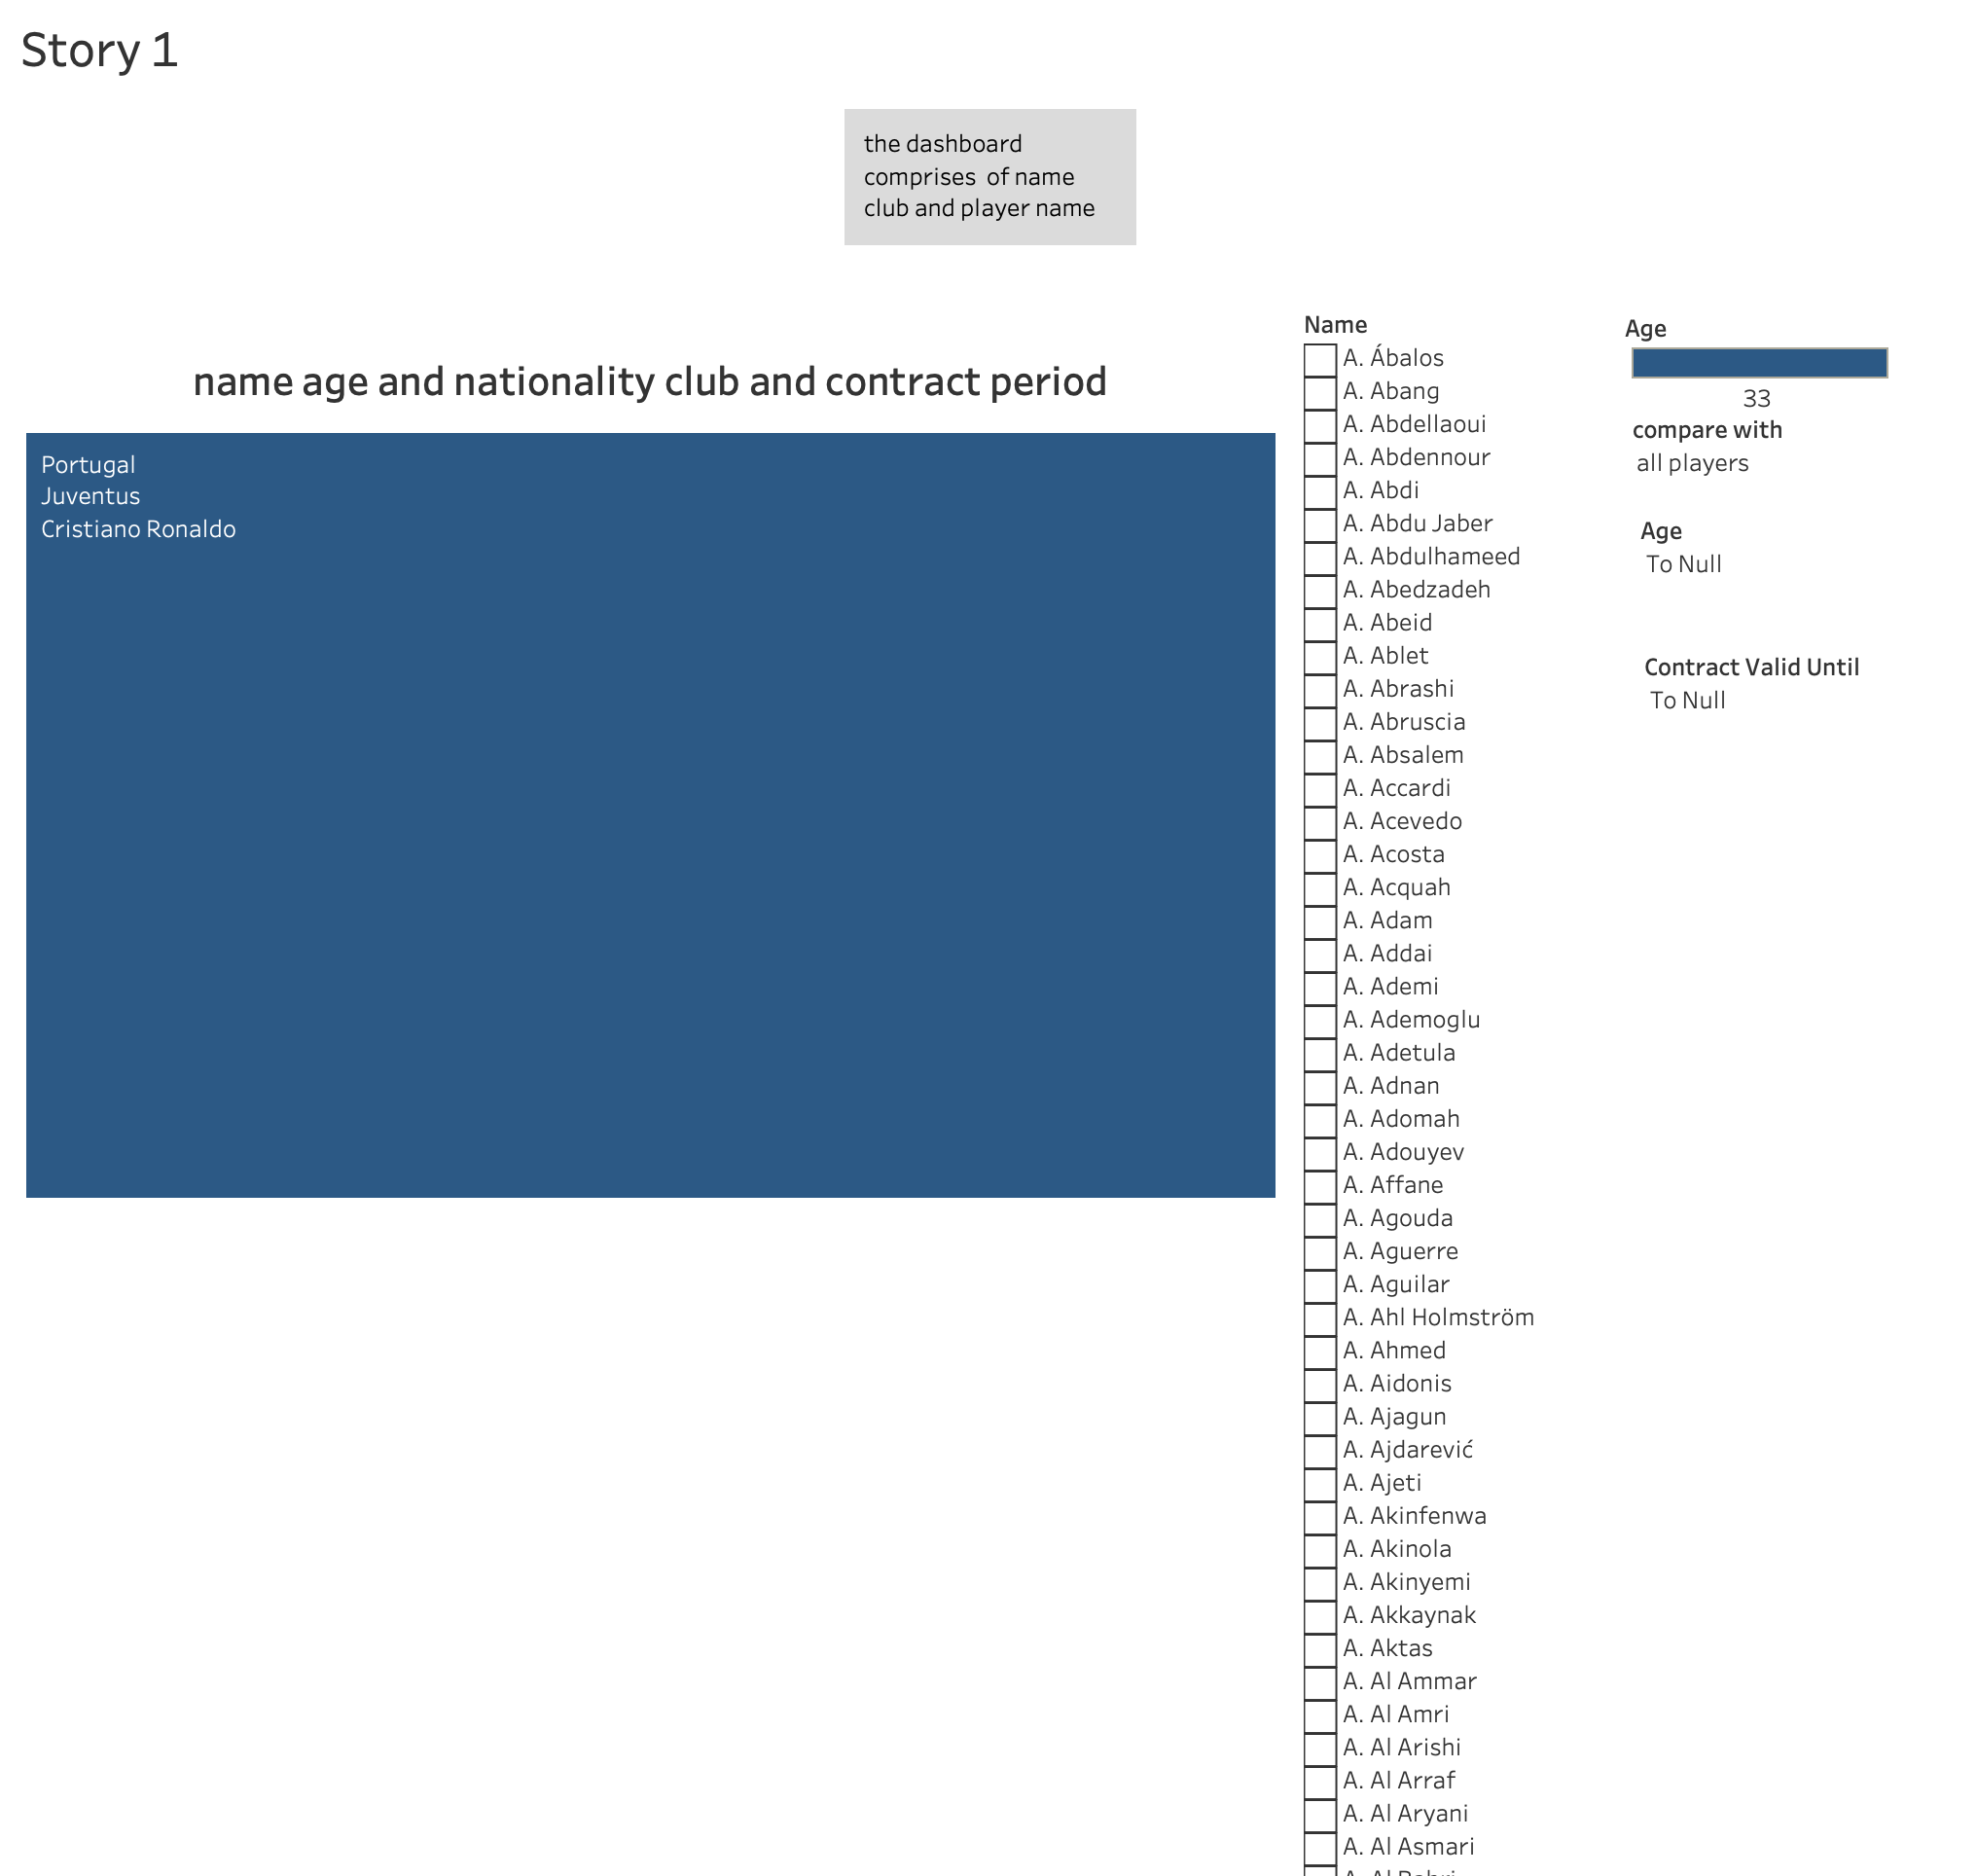 Story 1
the dashboard
comprises  of name
club and player name
name age and nationality club and contract period
Portugal
Juventus
Cristiano Ronaldo
Name
A. Ábalos
A. Abang
A. Abdellaoui
A. Abdennour
A. Abdi
A. Abdu Jaber
A. Abdulhameed
A. Abedzadeh
A. Abeid
A. Ablet
A. Abrashi
A. Abruscia
A. Absalem
A. Accardi
A. Acevedo
A. Acosta
A. Acquah
A. Adam
A. Addai
A. Ademi
A. Ademoglu
A. Adetula
A. Adnan
A. Adomah
A. Adouyev
A. Affane
A. Agouda
A. Aguerre
A. Aguilar
A. Ahl Holmström
A. Ahmed
A. Aidonis
A. Ajagun
A. Ajdarević
A. Ajeti
A. Akinfenwa
A. Akinola
A. Akinyemi
A. Akkaynak
A. Aktas
A. Al Ammar
A. Al Amri
A. Al Arishi
A. Al Arraf
A. Al Aryani
A. Al Asmari
Age
33
compare with
all players
Age
To Null
Contract Valid Until
To Null